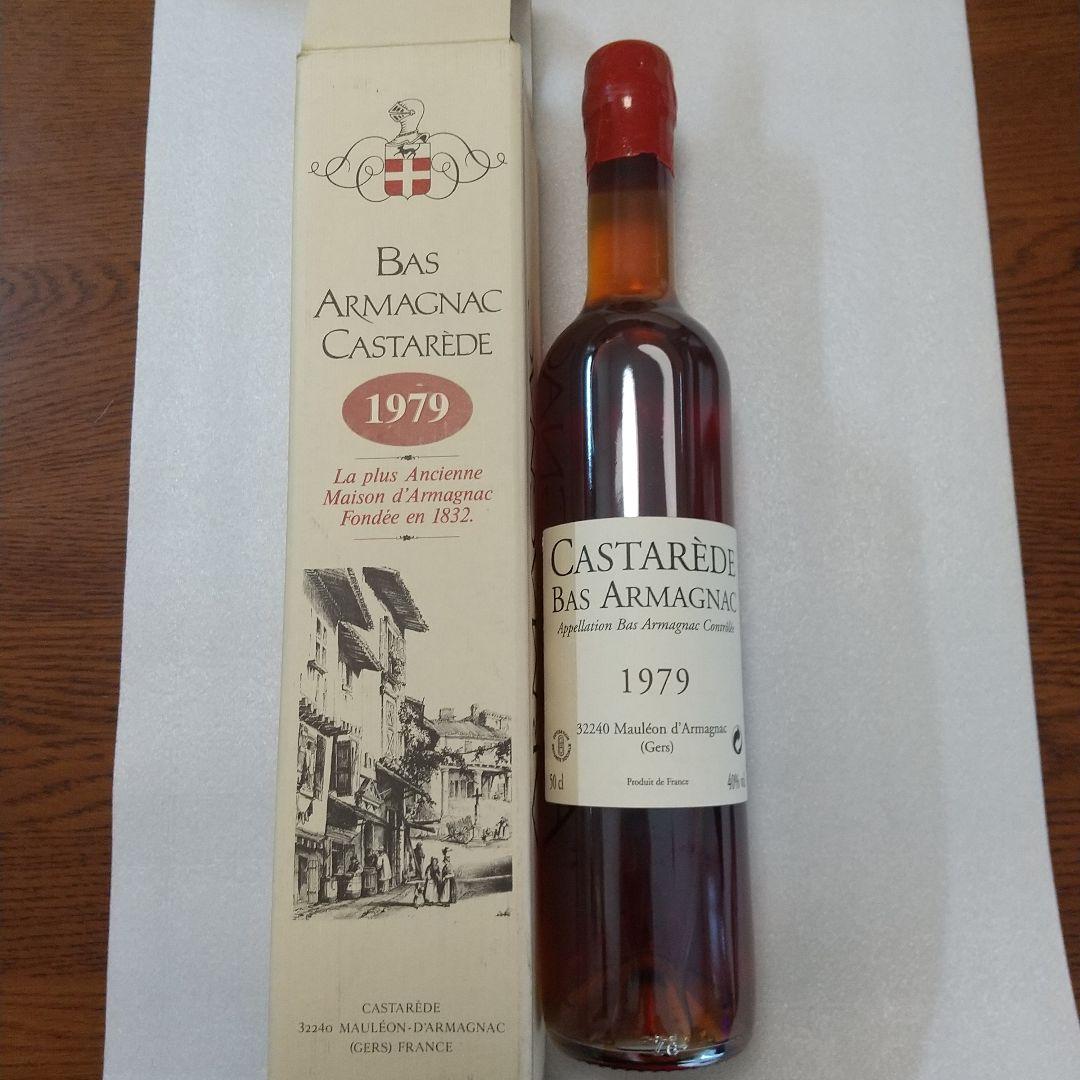 BAS
ARMAGNAC
CASTARÈDE
1979
La plus Ancienne
Maison d'Armagnac
Fondée en 1832.
CASTARÈDE
32240 MAULÉON-D'ARMAGNAC
(GERS) FRANCE
CASTARÈDE
BAS ARMAGNAC
Appellation Bas Armagnac Contrôlée
1979
32240 Mauléon d'Armagnac
(Gers)
50 cl
Produit de France
40%